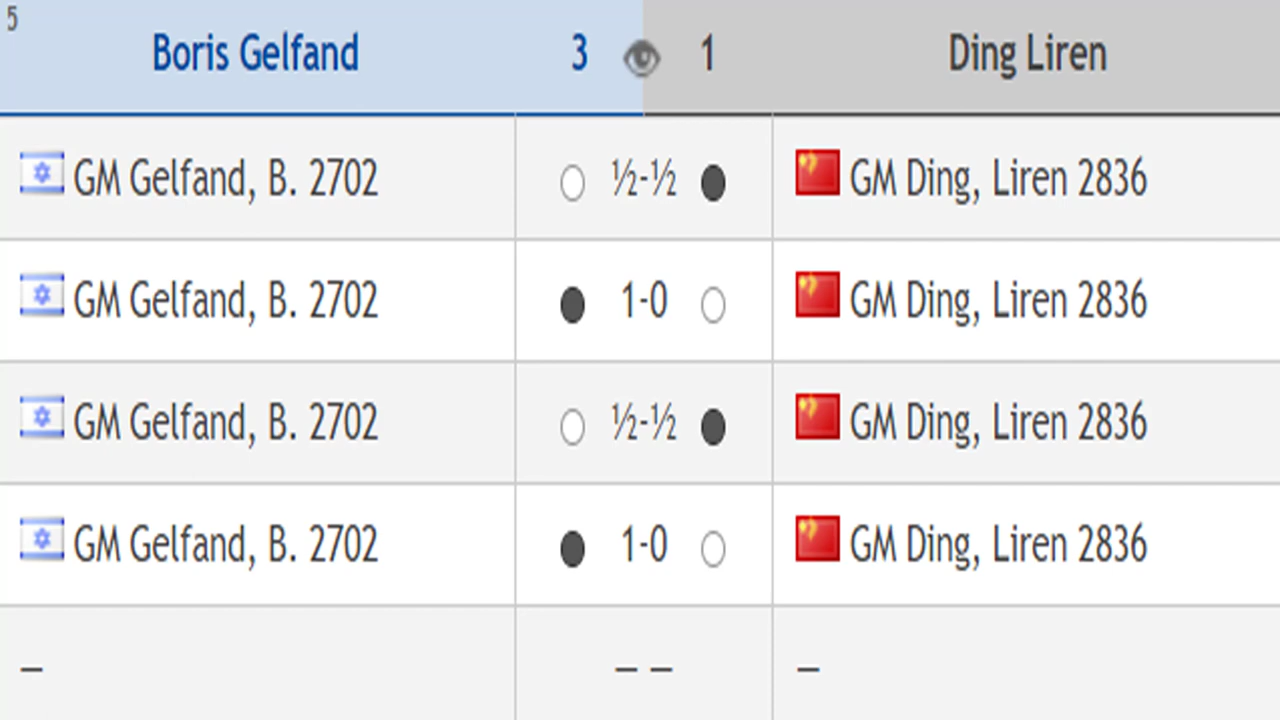 5
Boris Gelfand 3 1 Ding Liren
GM Gelfand, B. 2702 ½-½ GM Ding, Liren 2836
GM Gelfand, B. 2702 1-0 GM Ding, Liren 2836
GM Gelfand, B. 2702 ½-½ GM Ding, Liren 2836
GM Gelfand, B. 2702 1-0 GM Ding, Liren 2836
– – – –